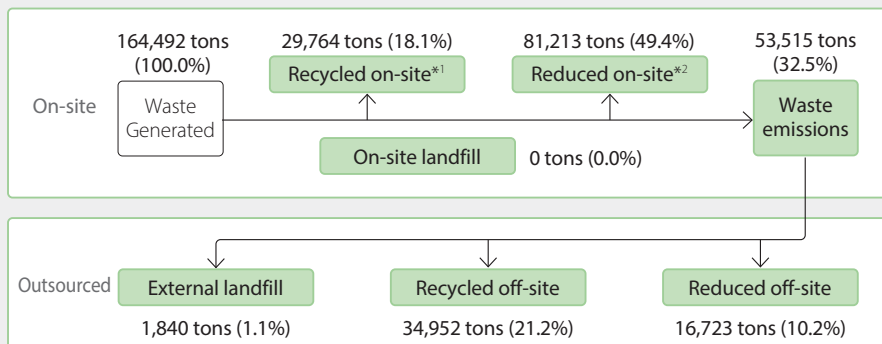 164,492 tons
(100.0%)
29,764 tons (18.1%)
81,213 tons (49.4%)
53,515 tons
(32.5%)
On-site
Waste
Generated
Recycled on-site*1
Reduced on-site*2
Waste
emissions
On-site landfill
0 tons (0.0%)
Outsourced
External landfill
Recycled off-site
Reduced off-site
1,840 tons (1.1%)
34,952 tons (21.2%)
16,723 tons (10.2%)